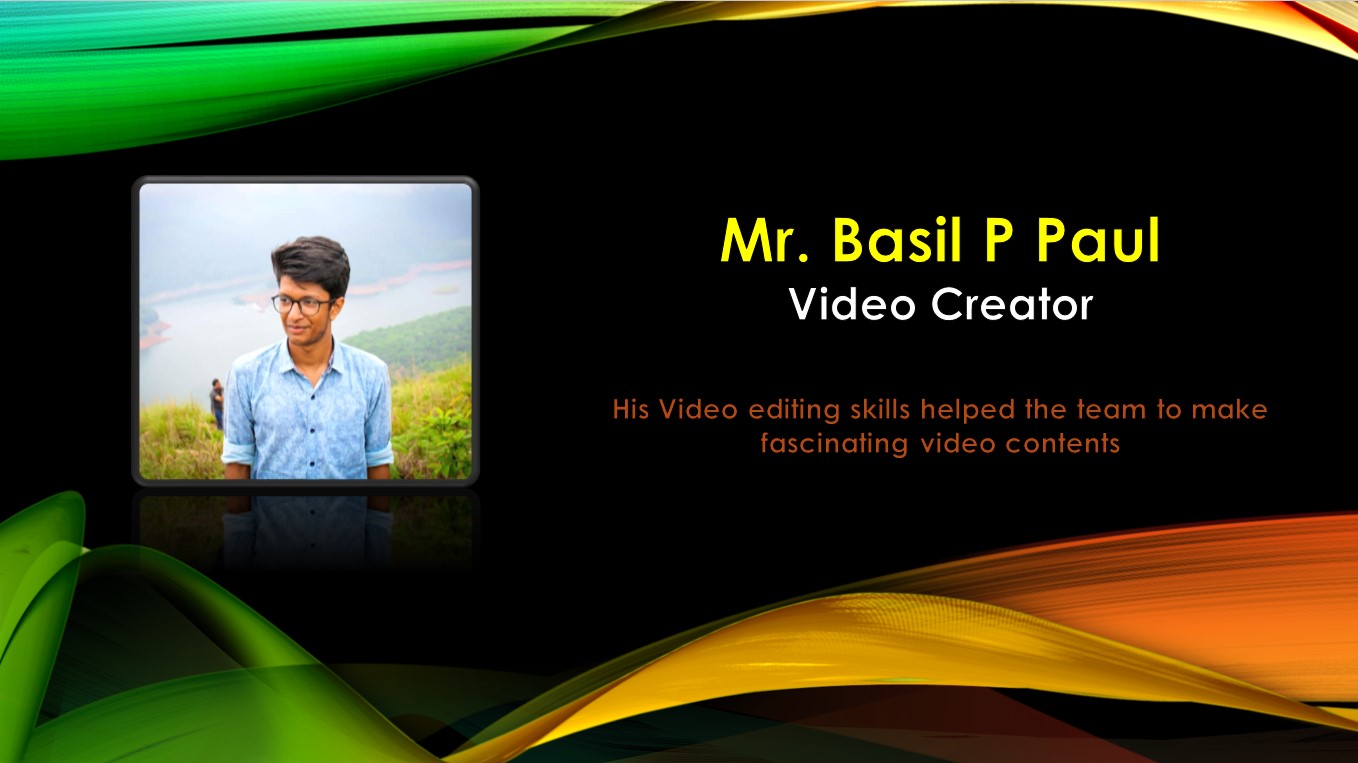 Mr. Basil P Paul
Video Creator
His Video editing skills helped the team to make
fascinating video contents